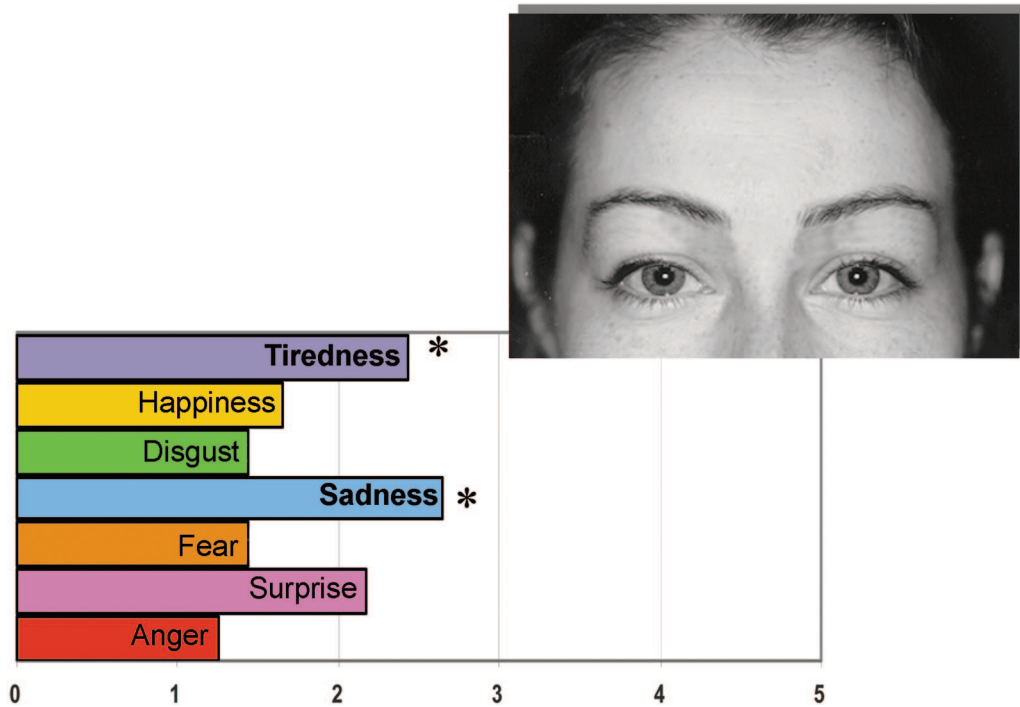 Tiredness *
Happiness
Disgust
Sadness *
Fear
Surprise
Anger
0 1 2 3 4 5